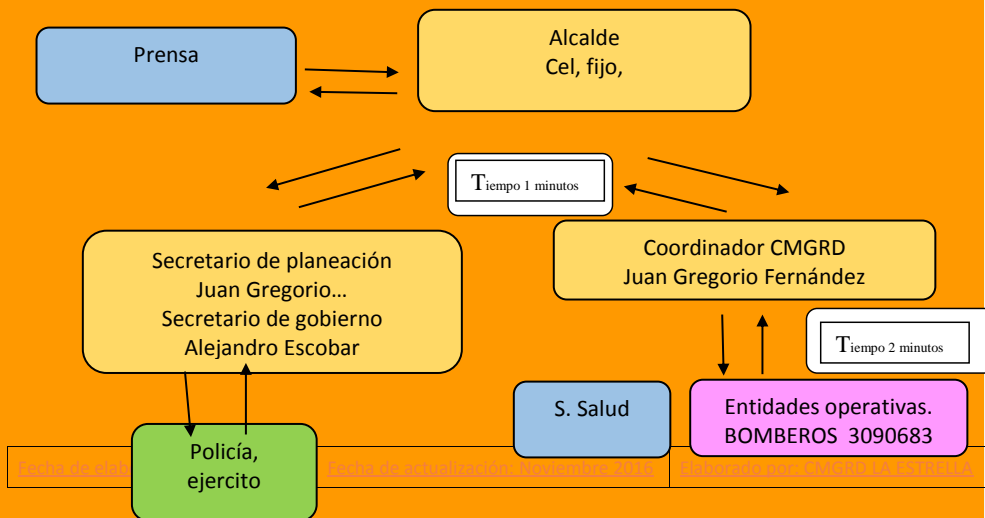 Prensa
Alcalde
Cel, fijo,
Tiempo 1 minutos
Secretario de planeación
Juan Gregorio...
Secretario de gobierno
Alejandro Escobar
Coordinador CMGRD
Juan Gregorio Fernández
Tiempo 2 minutos
S. Salud
Entidades operativas.
BOMBEROS 3090683
Policía,
ejercito
Fecha de
Fecha de actualización: Noviembre 2016
Elaborado por: CMGRD LA ESTRELLA